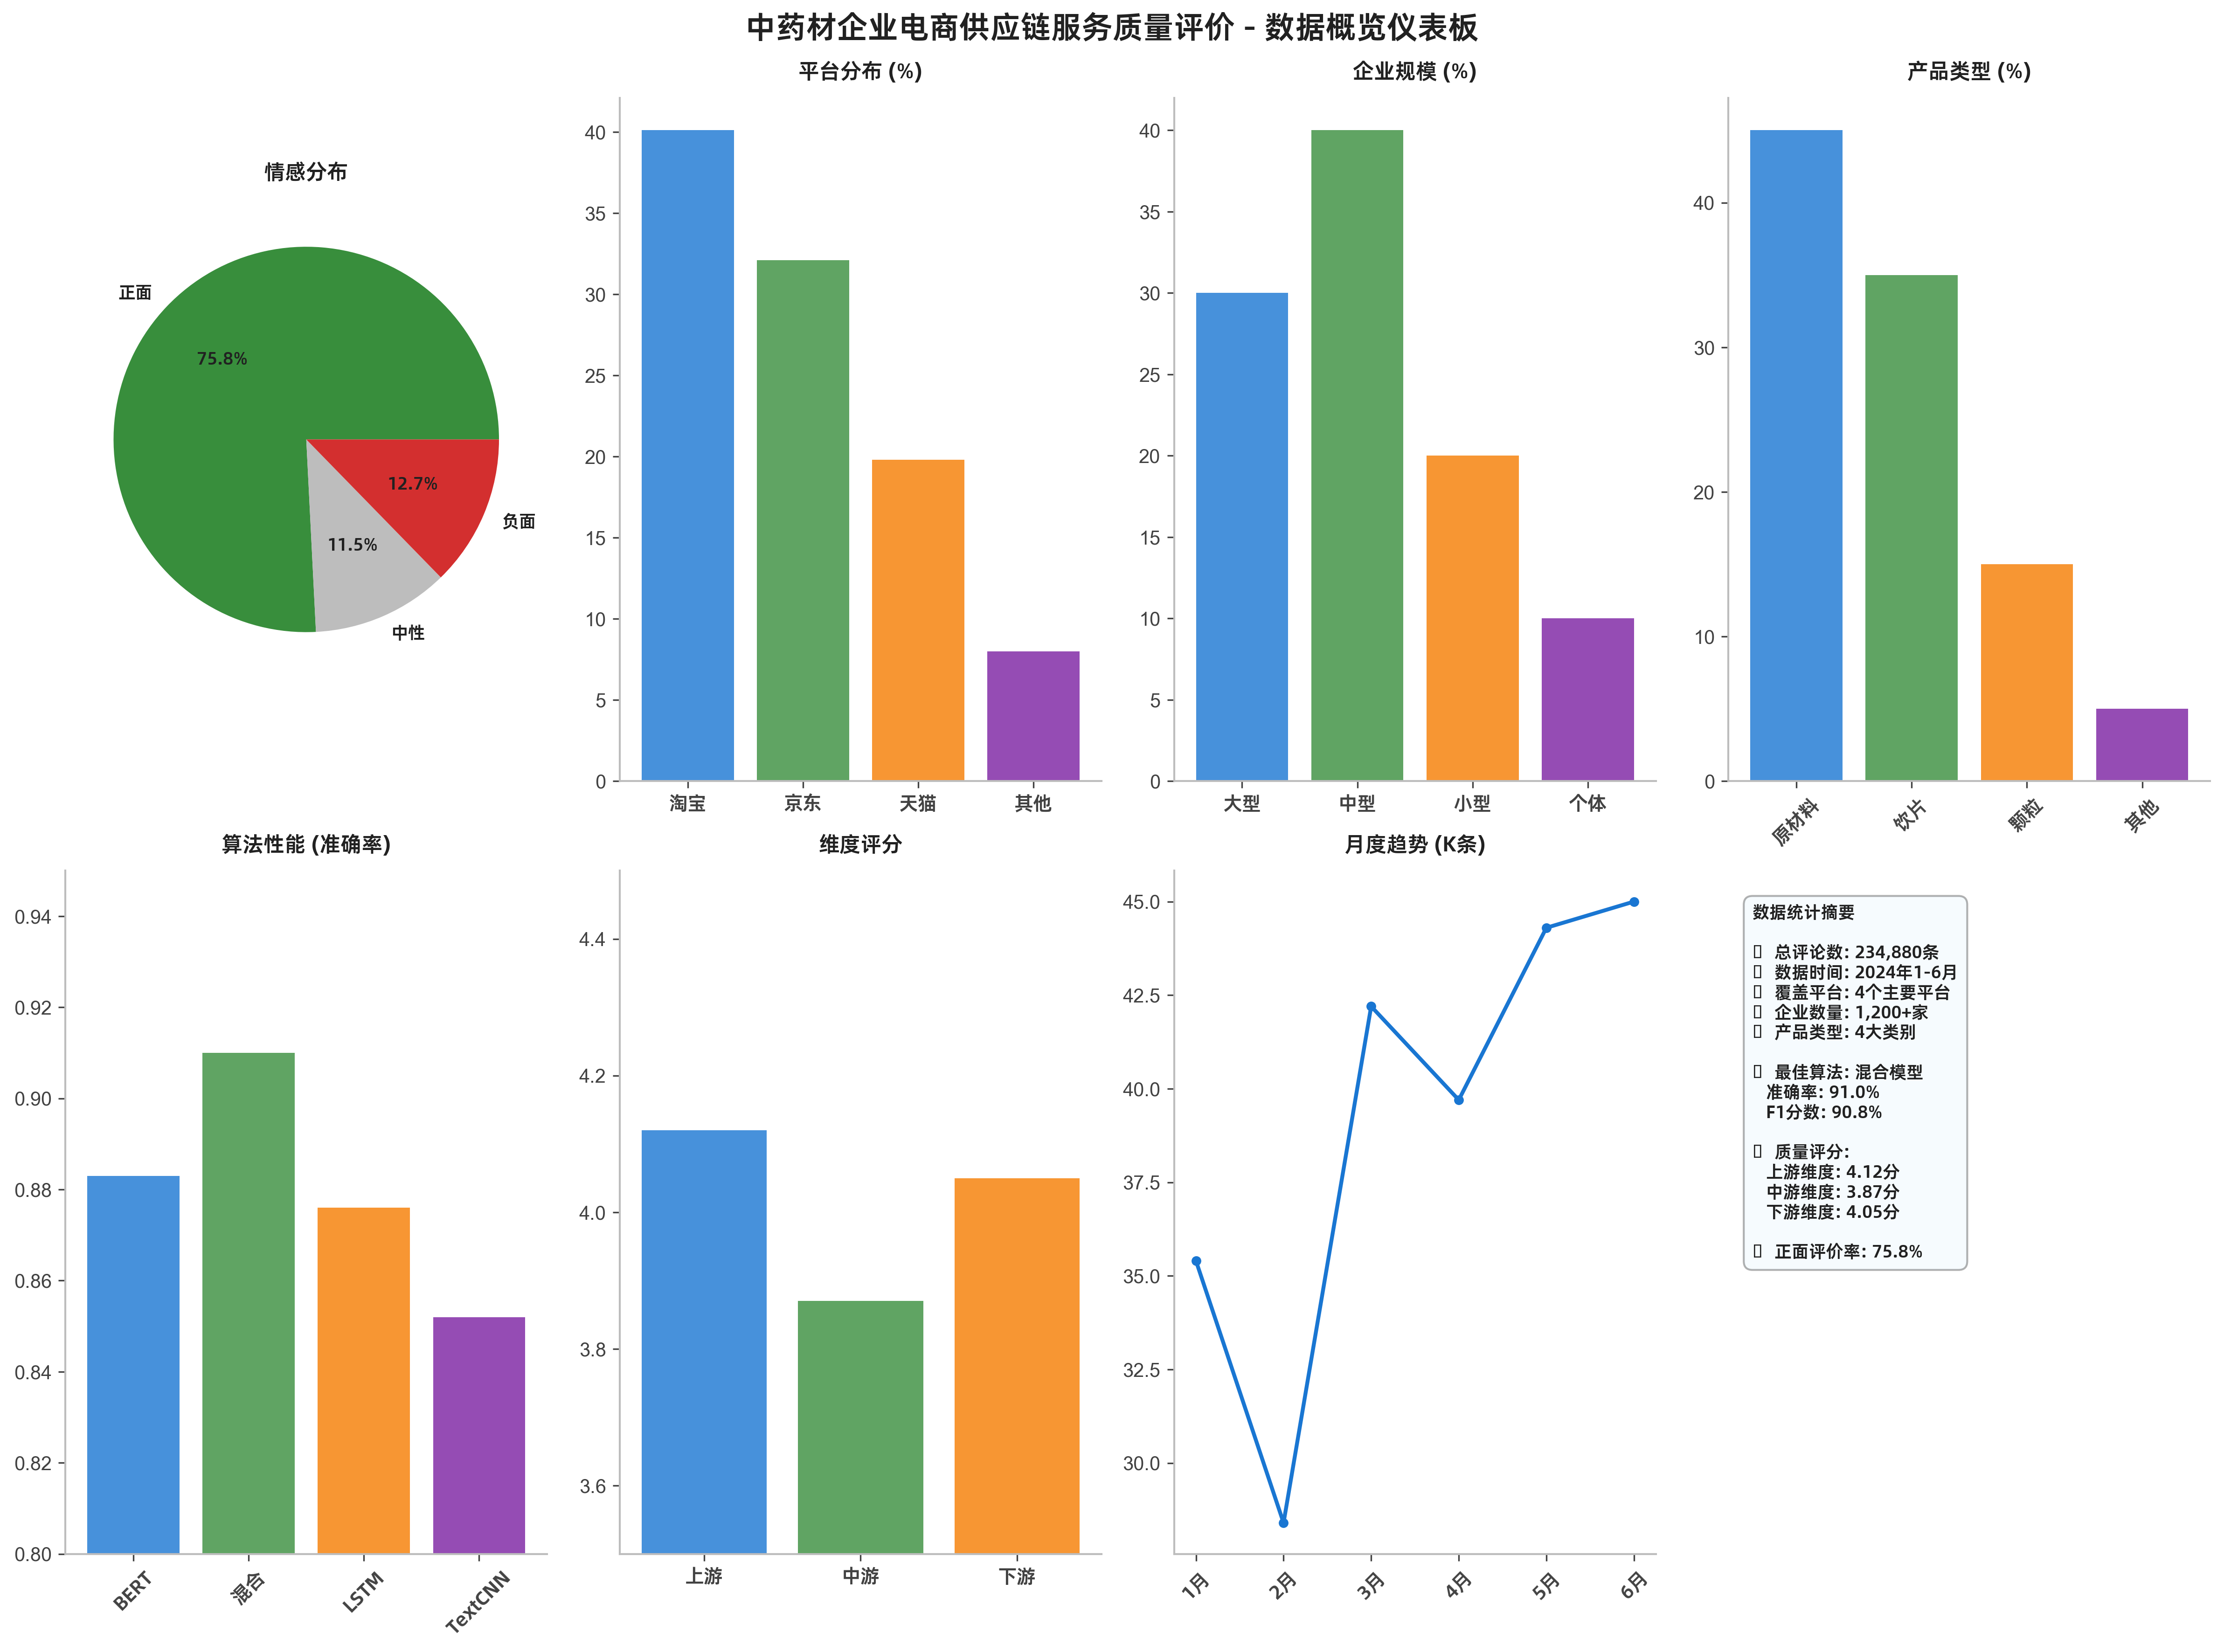 中药材企业电商供应链服务质量评价 - 数据概览仪表板
情感分布
正面
75.8%
12.7%
负面
11.5%
中性
平台分布 (%)
40
35
30
25
20
15
10
5
0
淘宝 京东 天猫 其他
企业规模 (%)
40
35
30
25
20
15
10
5
0
大型 中型 小型 个体
产品类型 (%)
40
30
20
10
0
原材料 饮片 颗粒 其他
算法性能 (准确率)
0.94
0.92
0.90
0.88
0.86
0.84
0.82
0.80
BERT 混合 LSTM TextCNN
维度评分
4.4
4.2
4.0
3.8
3.6
上游 中游 下游
月度趋势 (K条)
45.0
42.5
40.0
37.5
35.0
32.5
30.0
1月 2月 3月 4月 5月 6月
数据统计摘要
总评论数: 234,880条
数据时间: 2024年1-6月
覆盖平台: 4个主要平台
企业数量: 1,200+家
产品类型: 4大类别
最佳算法: 混合模型
准确率: 91.0%
F1分数: 90.8%
质量评分:
上游维度: 4.12分
中游维度: 3.87分
下游维度: 4.05分
正面评价率: 75.8%